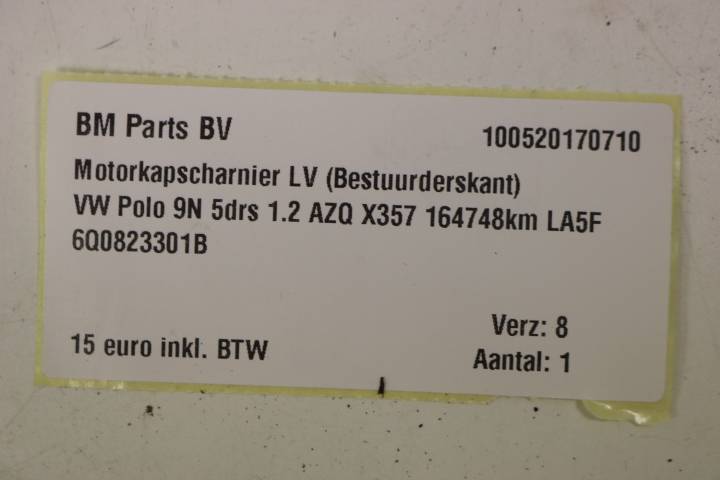 BM Parts BV
100520170710
Motorkapscharnier LV (Bestuurderskant)
VW Polo 9N 5drs 1.2 AZQ X357 164748km LA5F
6Q0823301B
Verz: 8
15 euro inkl. BTW
Aantal: 1